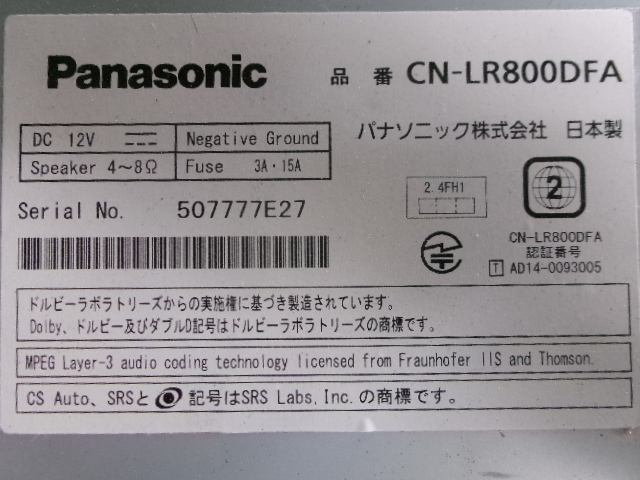 Panasonic 品番 CN-LR800DFA
DC 12V Negative Ground
Speaker 4～8Ω Fuse 3A・15A
パナソニック株式会社 日本製
Serial No. 507777E27
2.4FH1
2
CN-LR800DFA
認証番号
T AD14-0093005
ドルビーラボラトリーズからの実施権に基づき製造されています。
Dolby、ドルビー及びダブルD記号はドルビーラボラトリーズの商標です。
MPEG Layer-3 audio coding technology licensed from Fraunhofer IIS and Thomson.
CS Auto、SRSと記号はSRS Labs, Inc. の商標です。